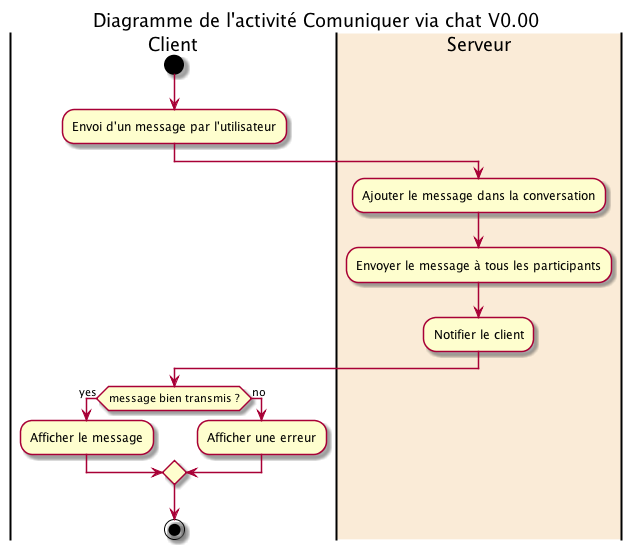 Diagramme de l'activité Comuniquer via chat V0.00
Client
Serveur
Envoi d'un message par l'utilisateur
Ajouter le message dans la conversation
Envoyer le message à tous les participants
Notifier le client
message bien transmis ?
yes
no
Afficher le message
Afficher une erreur